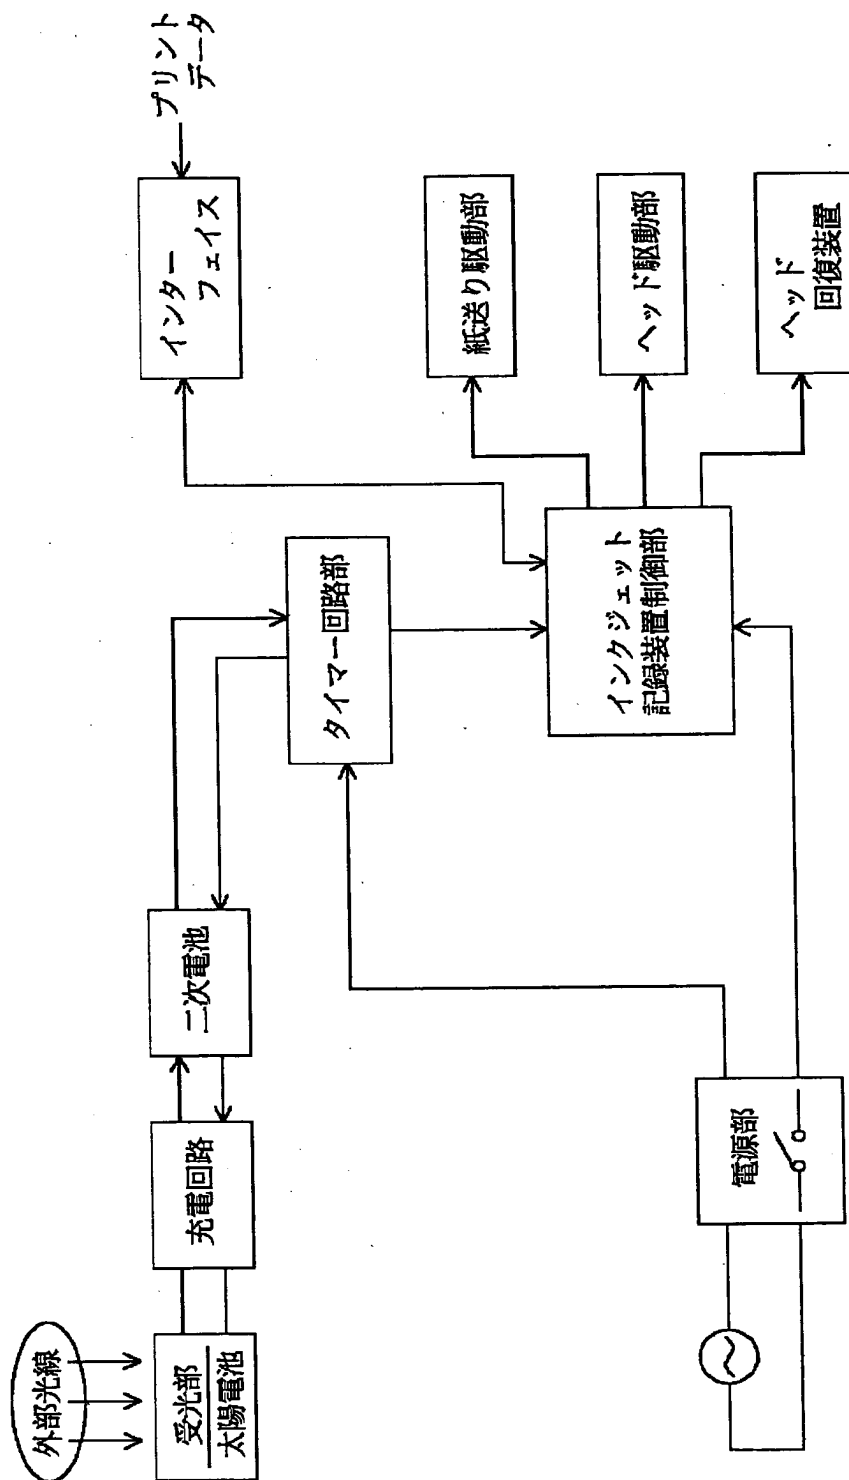 外部光線
受光部
太陽電池
充電回路
二次電池
タイマー回路部
インター
フェイス
プリント
データ
電源部
インクジェット
記録装置制御部
紙送り駆動部
ヘッド駆動部
ヘッド
回復装置